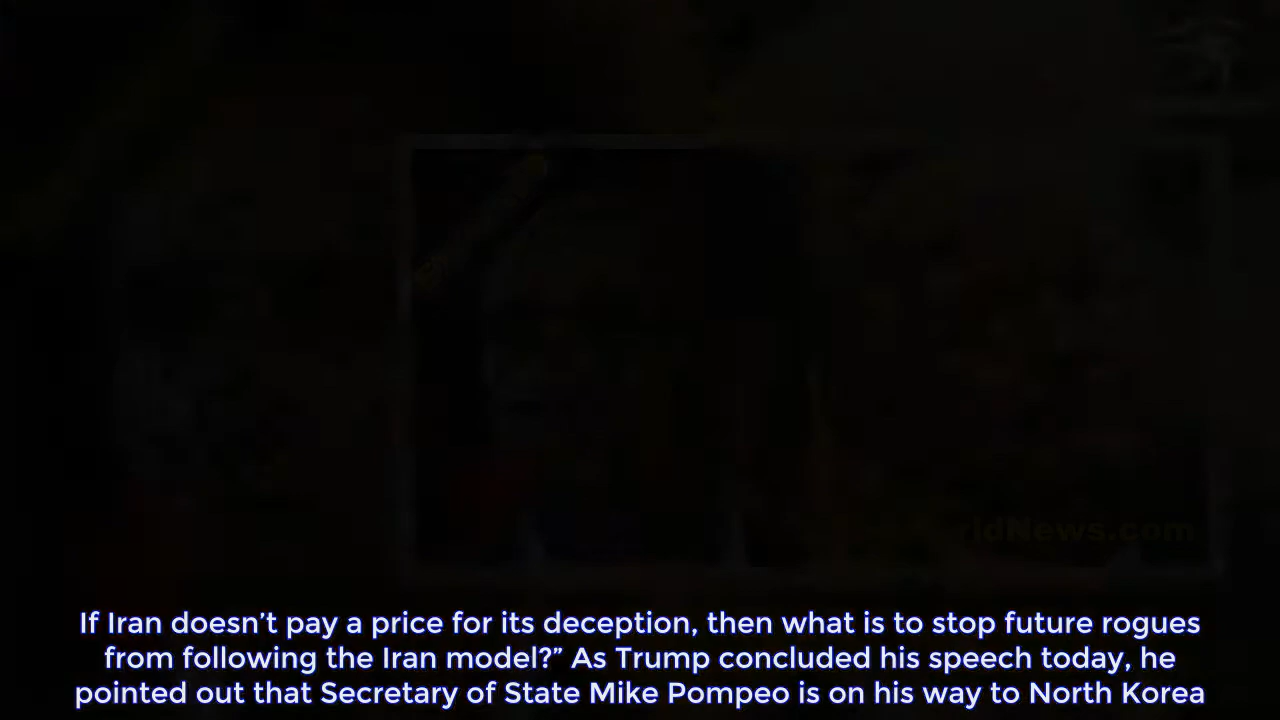 ldNews.com
If Iran doesn’t pay a price for its deception, then what is to stop future rogues
from following the Iran model?” As Trump concluded his speech today, he
pointed out that Secretary of State Mike Pompeo is on his way to North Korea